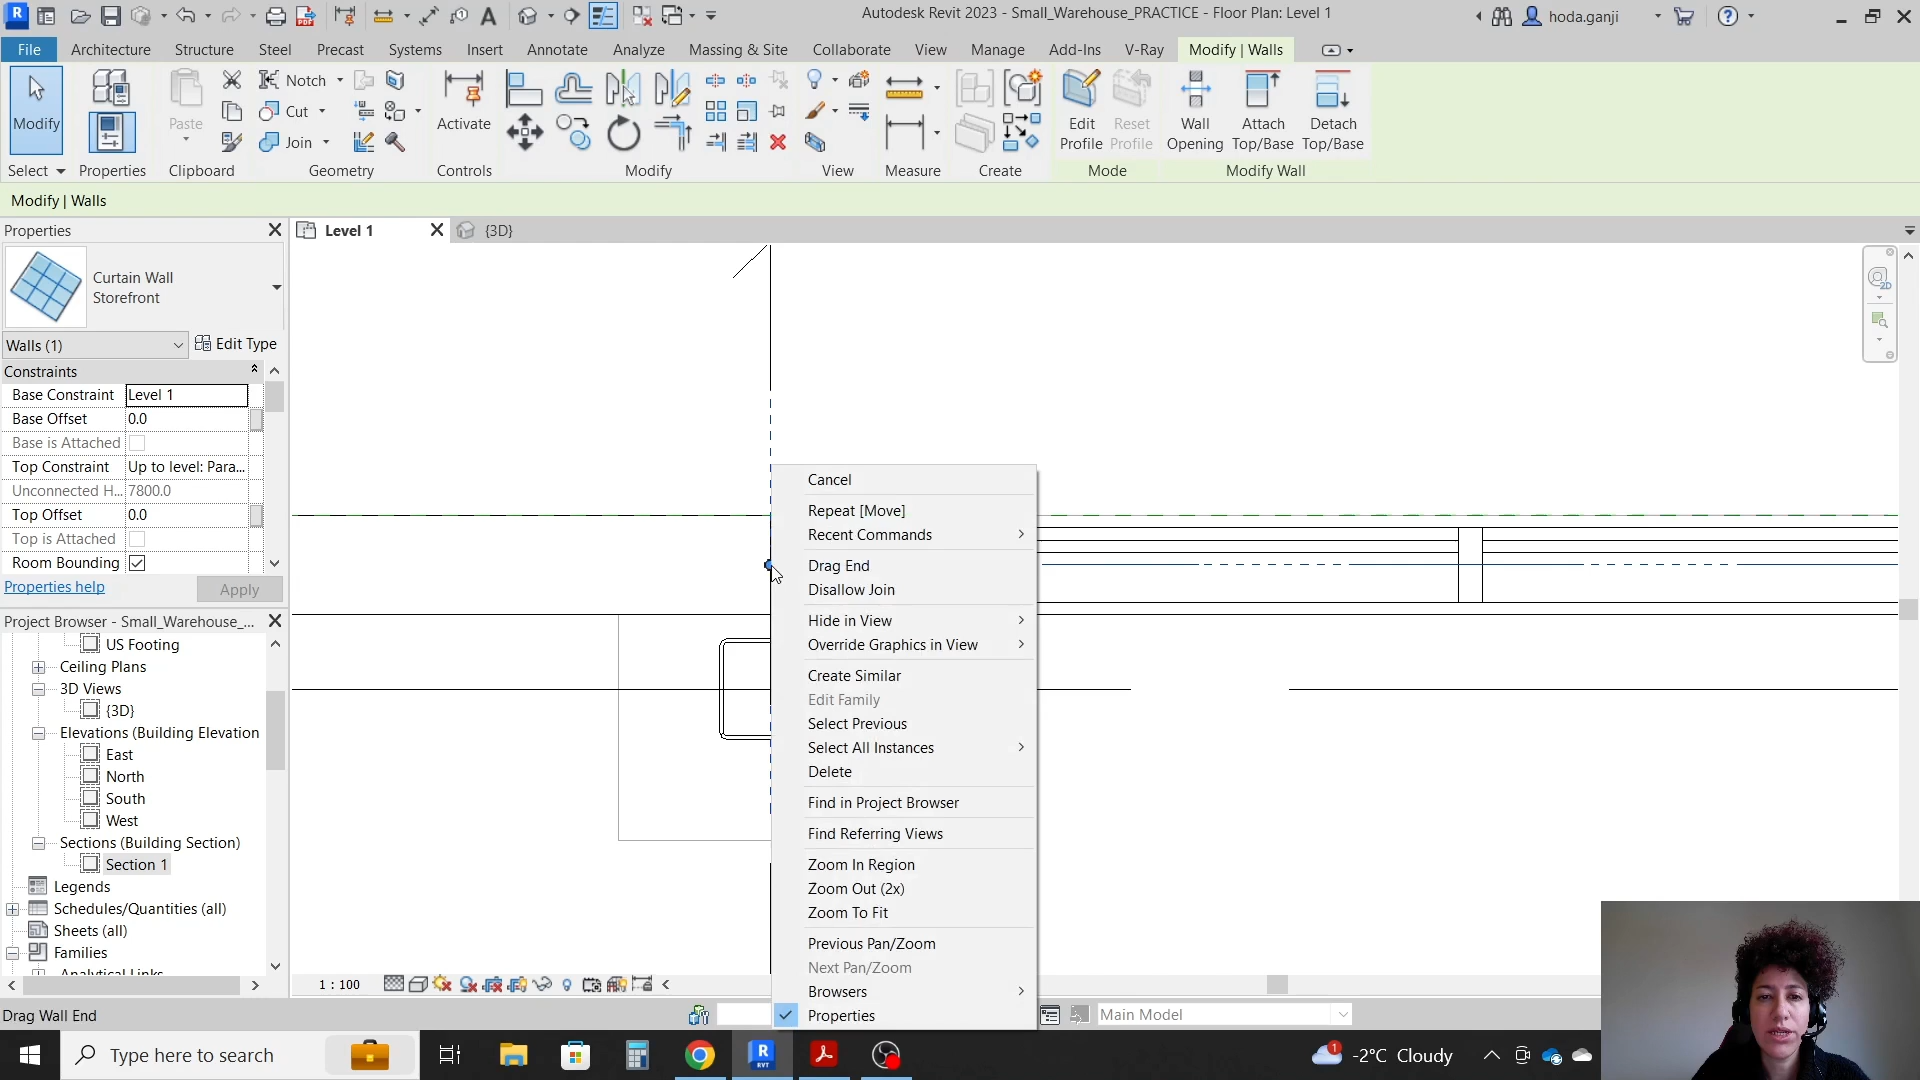 Autodesk Revit 2023 - Small_Warehouse_PRACTICE - Floor Plan: Level 1
hoda.ganji
File Architecture Structure Steel Precast Systems Insert Annotate Analyze Massing & Site Collaborate View Manage Add-Ins V-Ray Modify | Walls
Modify Paste Notch Cut Join Activate Edit Profile Reset Profile Wall Opening Attach Top/Base Detach Top/Base
Select Properties Clipboard Geometry Controls Modify View Measure Create Mode Modify Wall
Modify | Walls
Properties
Level 1
{3D}
Curtain Wall
Storefront
Walls (1) Edit Type
Constraints
Base Constraint Level 1
Base Offset 0.0
Base is Attached
Top Constraint Up to level: Para...
Unconnected H... 7800.0
Top Offset 0.0
Top is Attached
Room Bounding
Properties help Apply
Project Browser - Small_Warehouse_...
US Footing
Ceiling Plans
3D Views
{3D}
Elevations (Building Elevation
East
North
South
West
Sections (Building Section)
Section 1
Legends
Schedules/Quantities (all)
Sheets (all)
Families
Analytical Links
Cancel
Repeat [Move]
Recent Commands
Drag End
Disallow Join
Hide in View
Override Graphics in View
Create Similar
Edit Family
Select Previous
Select All Instances
Delete
Find in Project Browser
Find Referring Views
Zoom In Region
Zoom Out (2x)
Zoom To Fit
Previous Pan/Zoom
Next Pan/Zoom
Browsers
Properties
1 : 100
Drag Wall End
Main Model
Type here to search
-2°C Cloudy